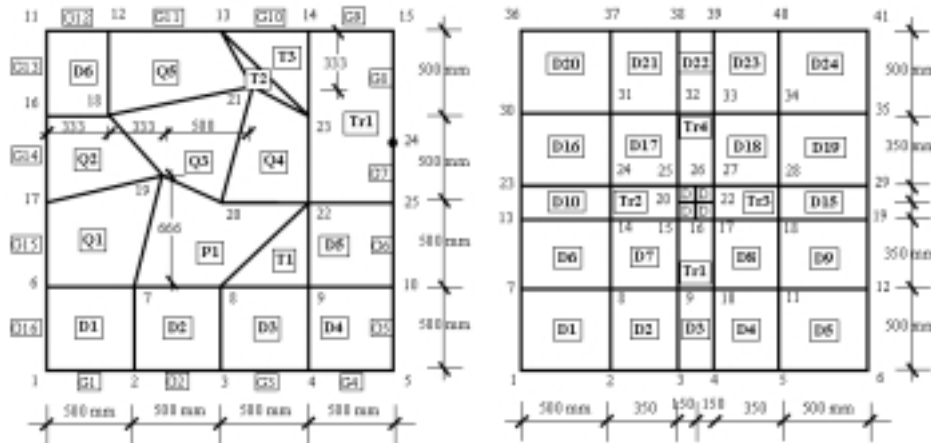 11 G12 12 G11 13 G10 14 G9 15
G13 D6 Q5 T3 333 G8 500 mm
T2
16 18 21 Tr1
333 333 500 23 24
G14 Q2 Q3 Q4 G7 500 mm
17 19 20 22 25
Q1 666 P1 T1 D5 G6 500 mm
G15
6 7 8 9 10
G16 D1 D2 D3 D4 G5 500 mm
1 G1 2 G2 3 G3 4 G4 5
500 mm 500 mm 500 mm 500 mm
36 37 38 39 40 41
D20 D21 D22 D23 D24 500 mm
31 32 33 34
30 35
Tr4
D16 D17 D18 D19 350 mm
24 25 26 27 28
23 29
D10 Tr2 20 D D 22 Tr3 D15
D D
13 14 15 16 17 18 19
D6 D7 Tr1 D8 D9 350 mm
7 8 9 10 11 12
D1 D2 D3 D4 D5 500 mm
1 2 3 4 5 6
500 mm 350 150 150 350 500 mm